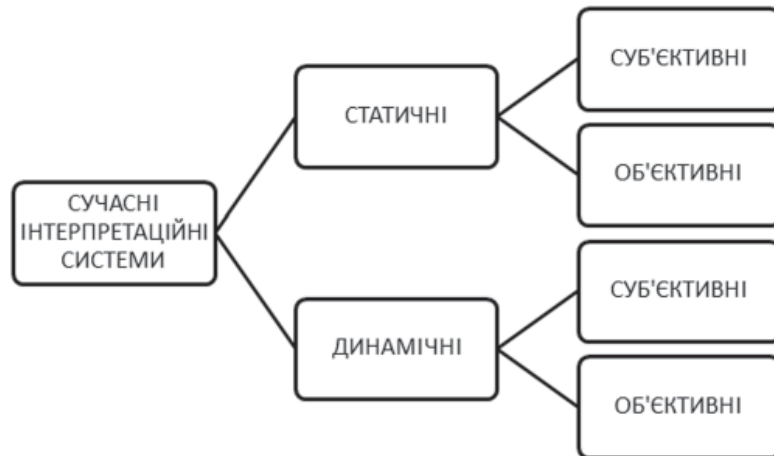 СУЧАСНІ
ІНТЕРПРЕТАЦІЙНІ
СИСТЕМИ
СТАТИЧНІ
СУБ'ЄКТИВНІ
ОБ'ЄКТИВНІ
ДИНАМІЧНІ
СУБ'ЄКТИВНІ
ОБ'ЄКТИВНІ